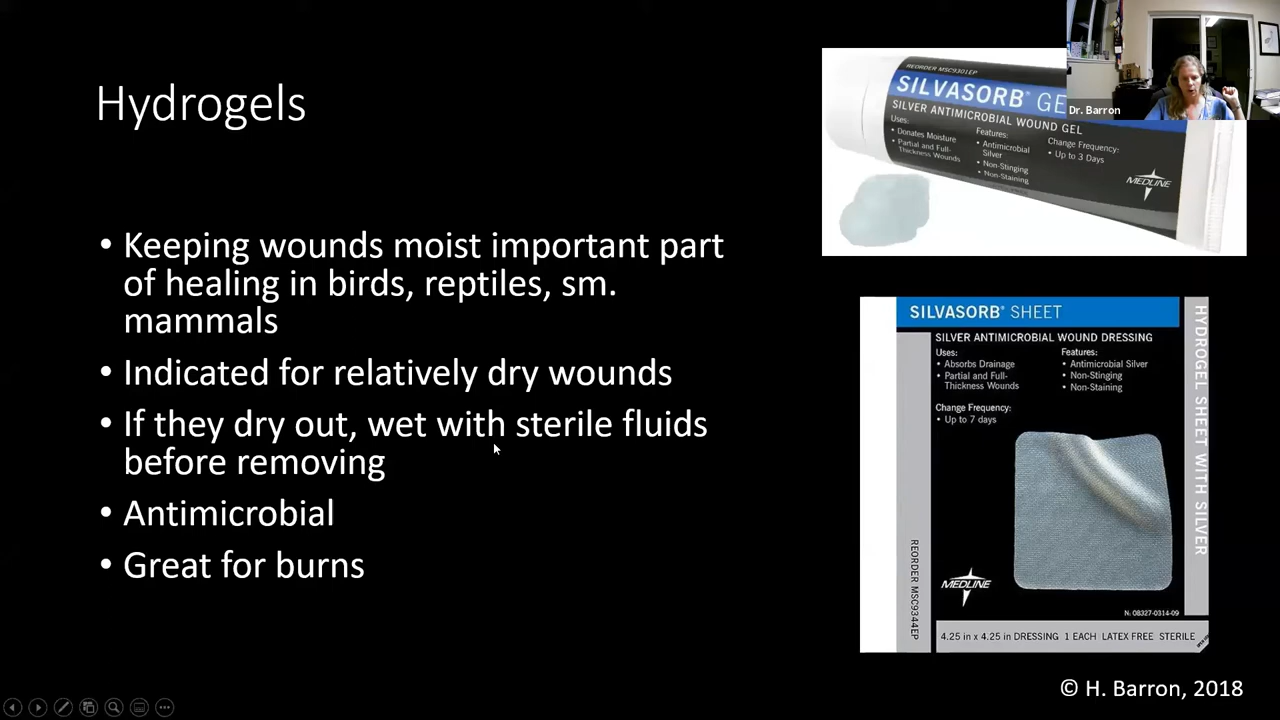 Hydrogels
• Keeping wounds moist important part
of healing in birds, reptiles, sm.
mammals
• Indicated for relatively dry wounds
• If they dry out, wet with sterile fluids
before removing
• Antimicrobial
• Great for burns
REORDER MSC9301EP
SILVASORB® GE
SILVER ANTIMICROBIAL WOUND GEL
Uses:
• Donates Moisture
• Partial and Full-
Thickness Wounds
Features:
• Antimicrobial
Silver
• Non-Stinging
• Non-Staining
Change Frequency:
• Up to 3 Days
MEDLINE
Dr. Barron
SILVASORB® SHEET
SILVER ANTIMICROBIAL WOUND DRESSING
Uses:
• Absorbs Drainage
• Partial and Full-
Thickness Wounds
Features:
• Antimicrobial Silver
• Non-Stinging
• Non-Staining
Change Frequency:
• Up to 7 days
HYDROGEL SHEET WITH SILVER
REORDER MSC9344EP
MEDLINE
N: 08327-0314-09
4.25 in x 4.25 in DRESSING 1 EACH LATEX FREE STERILE
© H. Barron, 2018